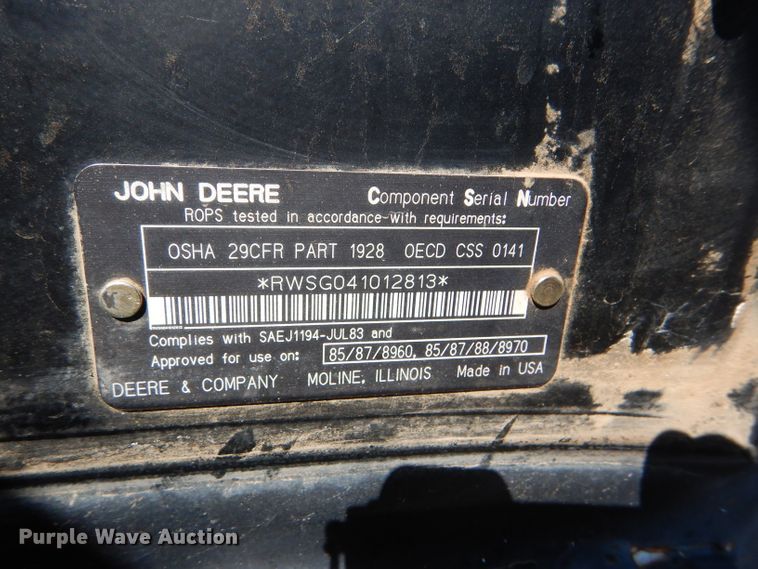 JOHN DEERE Component Serial Number
ROPS tested in accordance with requirements:
OSHA 29CFR PART 1928 OECD CSS 0141
*RWSG041012813*
Complies with SAEJ1194-JUL83 and
Approved for use on: 85/87/8960, 85/87/88/8970
DEERE & COMPANY MOLINE, ILLINOIS Made in USA
Purple Wave Auction